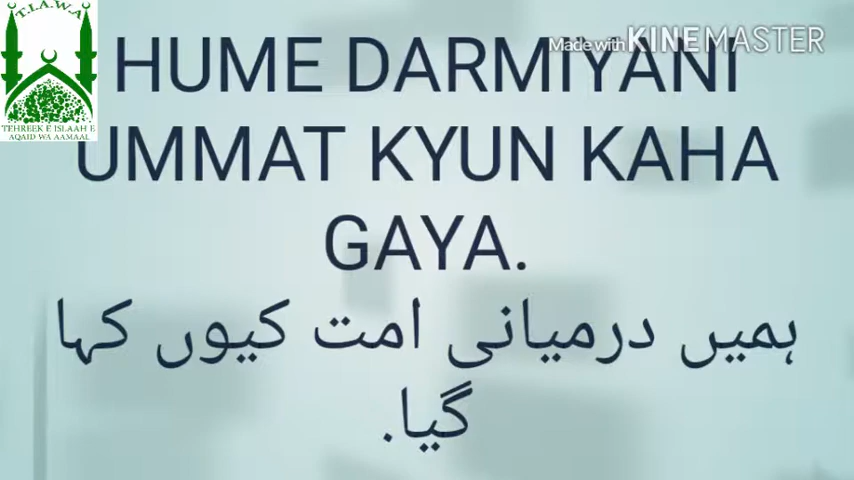 T.I.A.W.A
TEHREEK E ISLAAH E
AQAID WA AAMAAL
Made with KINEMASTER
HUME DARMIYANI
UMMAT KYUN KAHA
GAYA.
ہمیں درمیانی امت کیوں کہا
گیا.